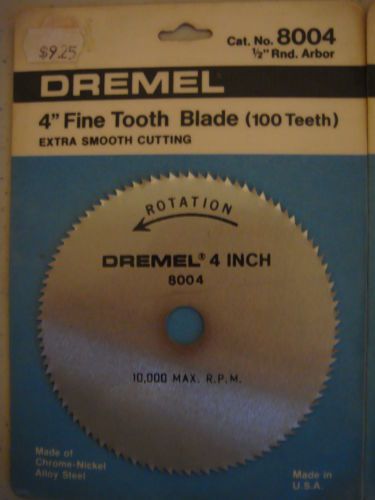 $9.25
Cat. No. 8004
½" Rnd. Arbor
DREMEL
4" Fine Tooth Blade (100 Teeth)
EXTRA SMOOTH CUTTING
ROTATION
DREMEL® 4 INCH
8004
10,000 MAX. R.P.M.
Made of
Chrome-Nickel
Alloy Steel
Made in
U.S.A.